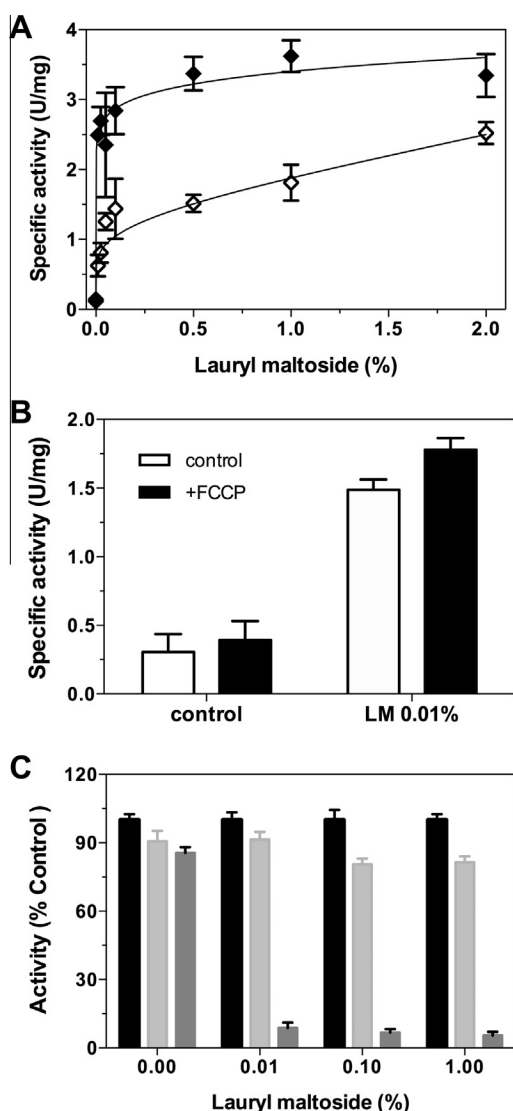 A
4
3
2
1
0
Specific activity (U/mg)
0.0 0.5 1.0 1.5 2.0
Lauryl maltoside (%)
B
2.0
1.5
1.0
0.5
0.0
Specific activity (U/mg)
control
+FCCP
control LM 0.01%
C
120
90
60
30
0
Activity (% Control )
0.00 0.01 0.10 1.00
Lauryl maltoside (%)